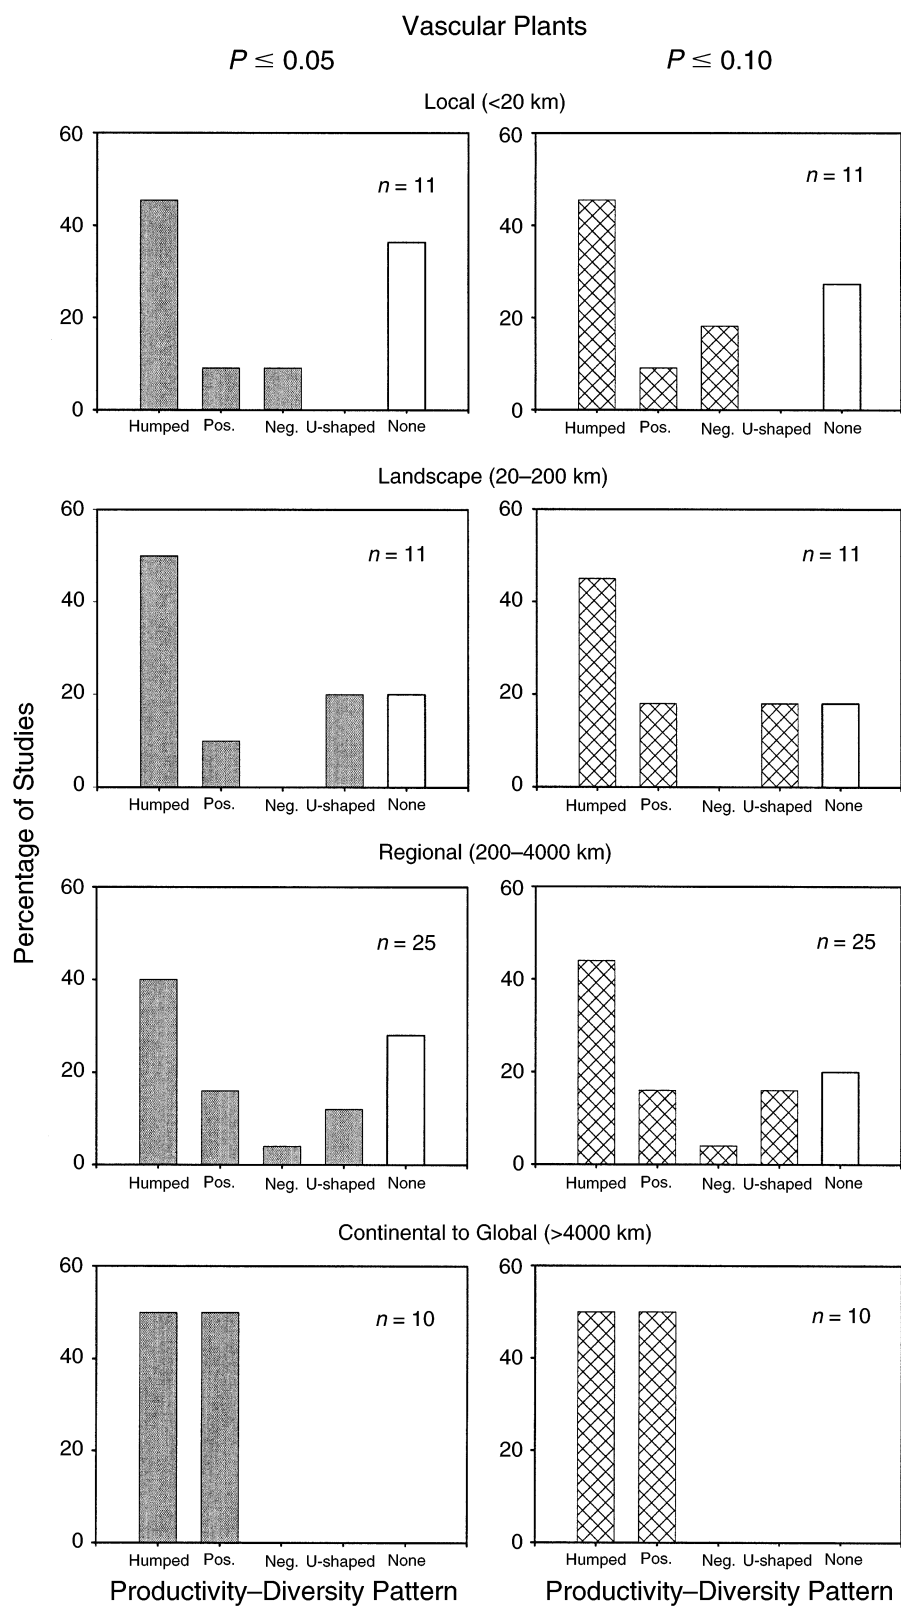 Vascular Plants
P ≤ 0.05 P ≤ 0.10
Local (<20 km)
60 60
n = 11 n = 11
40 40
20 20
0 0
Humped Pos. Neg. U-shaped None Humped Pos. Neg. U-shaped None
Landscape (20–200 km)
60 60
n = 11 n = 11
40 40
20 20
0 0
Humped Pos. Neg. U-shaped None Humped Pos. Neg. U-shaped None
Percentage of Studies
Regional (200–4000 km)
60 60
n = 25 n = 25
40 40
20 20
0 0
Humped Pos. Neg. U-shaped None Humped Pos. Neg. U-shaped None
Continental to Global (>4000 km)
60 60
n = 10 n = 10
40 40
20 20
0 0
Humped Pos. Neg. U-shaped None Humped Pos. Neg. U-shaped None
Productivity–Diversity Pattern Productivity–Diversity Pattern